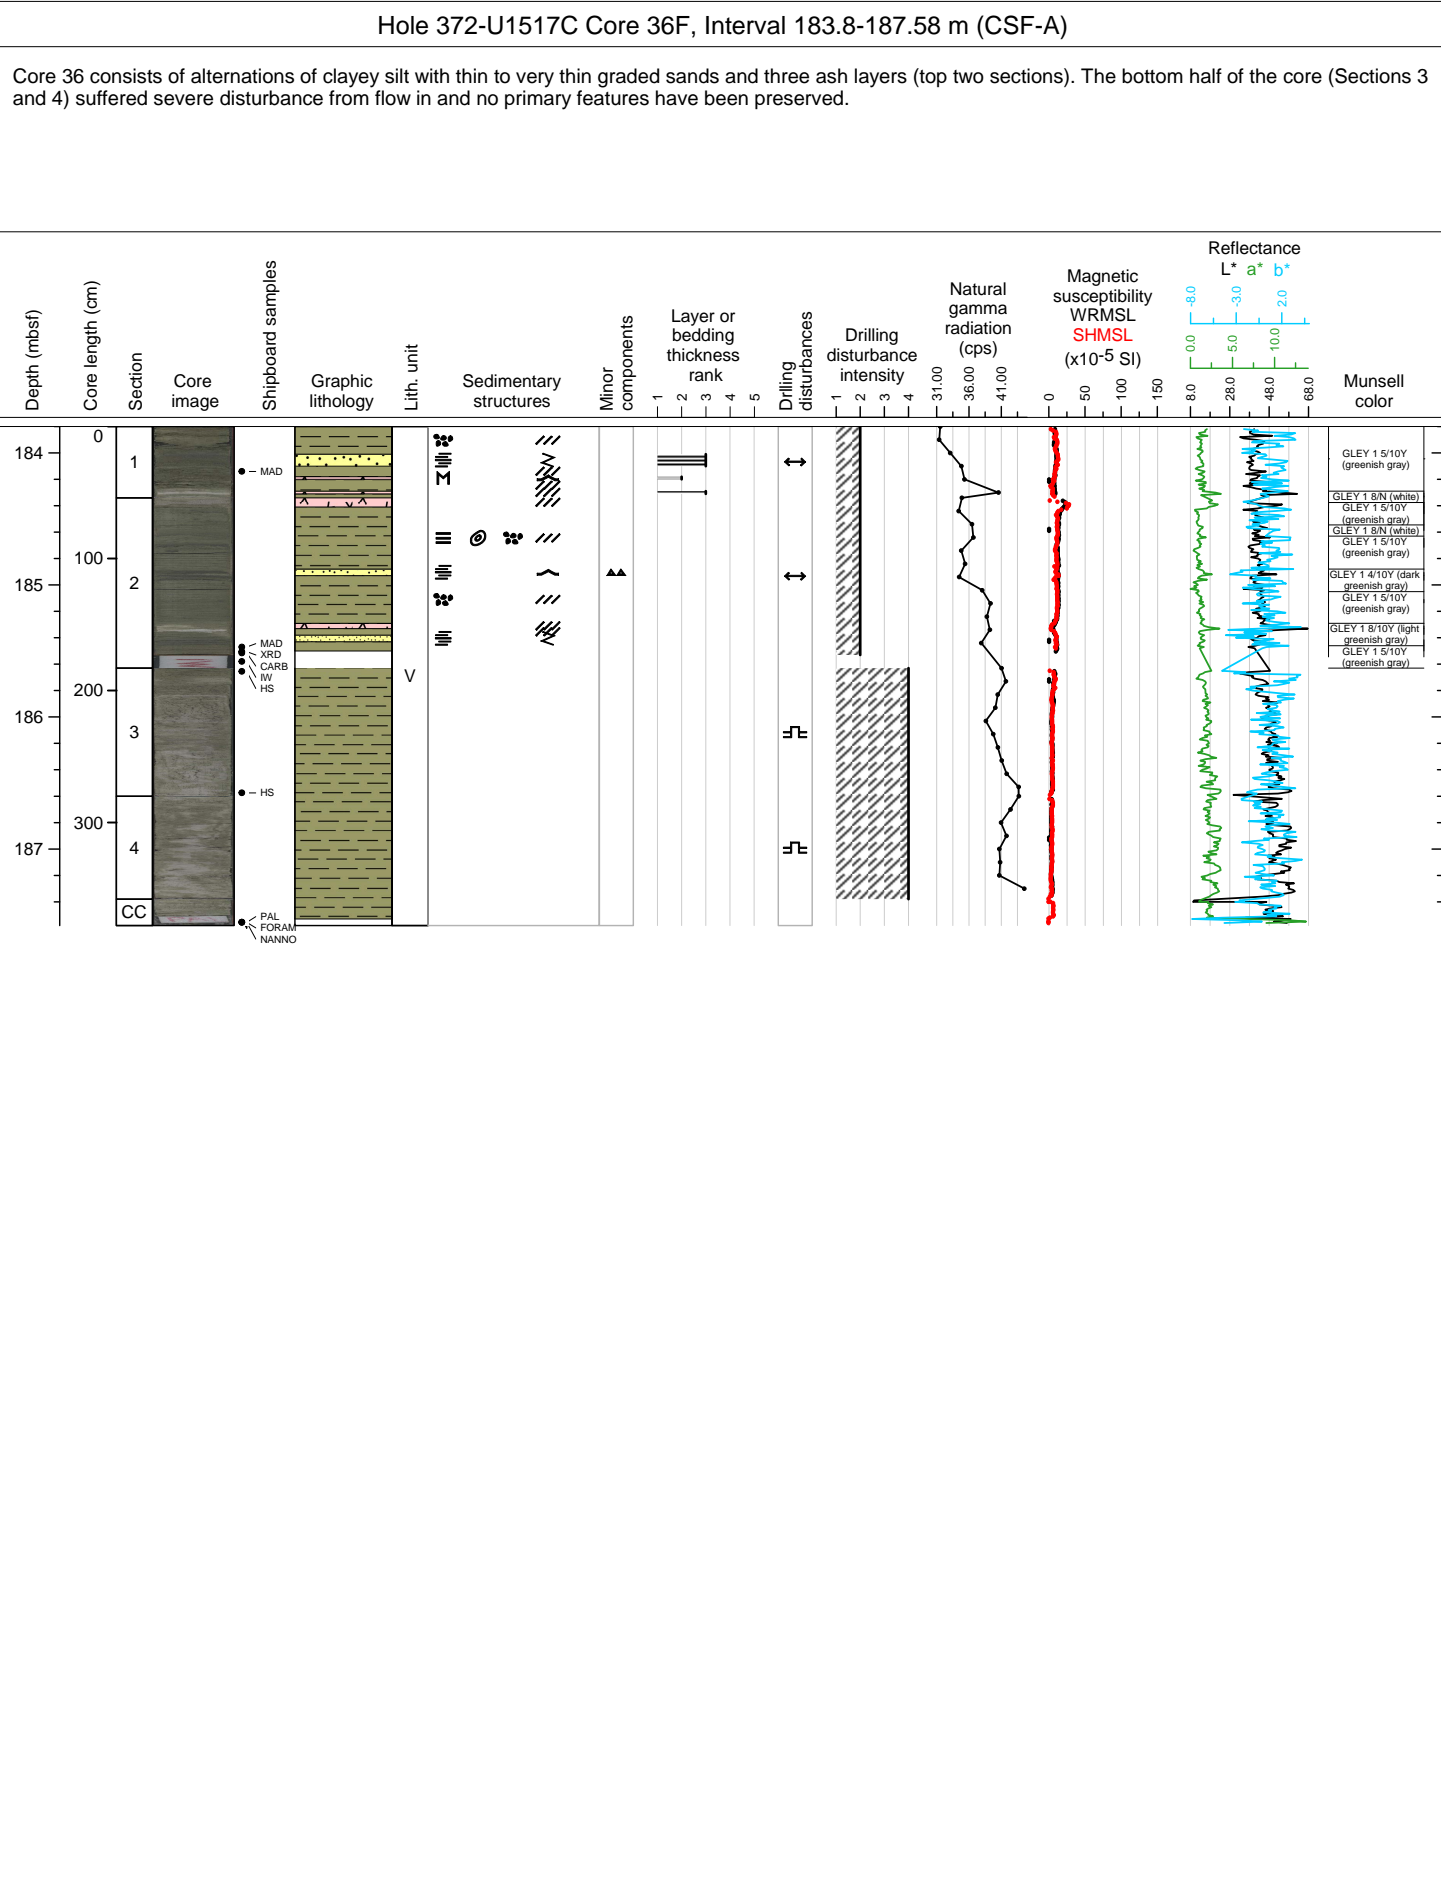 Hole 372-U1517C Core 36F, Interval 183.8-187.58 m (CSF-A)
Core 36 consists of alternations of clayey silt with thin to very thin graded sands and three ash layers (top two sections). The bottom half of the core (Sections 3
and 4) suffered severe disturbance from flow in and no primary features have been preserved.
Depth (mbsf)
Core length (cm)
Section
Core
image
Shipboard samples
Graphic
lithology
Lith. unit
Sedimentary
structures
Minor
components
Layer or
bedding
thickness
rank
1 2 3 4 5
Drilling
disturbances
Drilling
disturbance
intensity
1 2 3 4
Natural
gamma
radiation
(cps)
31.00 36.00 41.00
Magnetic
susceptibility
WRMSL
SHMSL
(x10-5 SI)
0 50 100 150
Reflectance
L* a* b*
-8.0 -3.0 2.0
0.0 5.0 10.0
8.0 28.0 48.0 68.0
Munsell
color
184
185
186
187
0
100
200
300
1
2
3
4
CC
MAD
MAD
XRD
CARB
IW
HS
HS
PAL
FORAM
NANNO
V
GLEY 1 5/10Y
(greenish gray)
GLEY 1 8/N (white)
GLEY 1 5/10Y
(greenish gray)
GLEY 1 8/N (white)
GLEY 1 5/10Y
(greenish gray)
GLEY 1 4/10Y (dark
greenish gray)
GLEY 1 5/10Y
(greenish gray)
GLEY 1 8/10Y (light
greenish gray)
GLEY 1 5/10Y
(greenish gray)